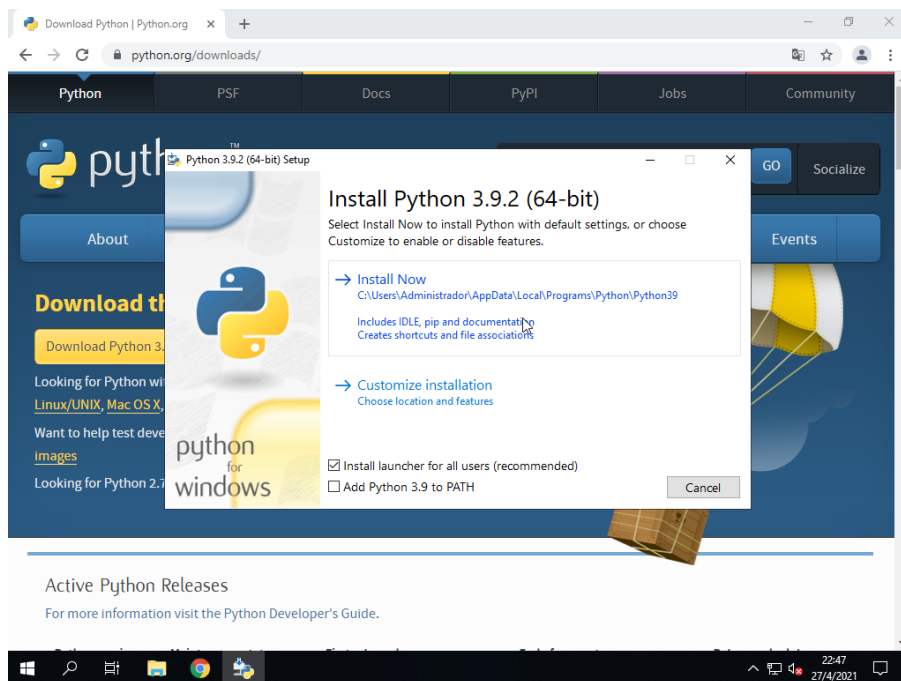 Download Python | Python.org
python.org/downloads/
Python PSF Docs PyPI Jobs Community
TM
Python 3.9.2 (64-bit) Setup
GO Socialize
Install Python 3.9.2 (64-bit)
Select Install Now to install Python with default settings, or choose
Customize to enable or disable features.
About Events
Install Now
C:\Users\Administrador\AppData\Local\Programs\Python\Python39
Includes IDLE, pip and documentation
Creates shortcuts and file associations
Download
Download Python 3.
Looking for Python
Linux/UNIX, Mac OS X,
Customize installation
Choose location and features
Want to help test
images
python
for
windows
Looking for Python 2.7
Install launcher for all users (recommended)
Add Python 3.9 to PATH
Cancel
Active Python Releases
For more information visit the Python Developer's Guide.
22:47
27/4/2021